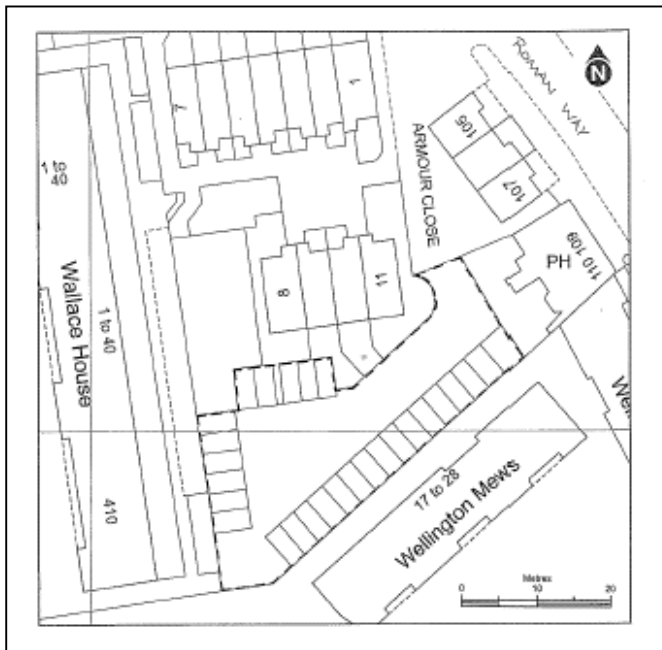 ROMAN WAY
N
7
1
ARMOUR CLOSE
105
107
1 to
40
110 109
PH
8
11
Wallace House
1 to 40
410
17 to 28
Wellington Mews
Metres
0 10 20